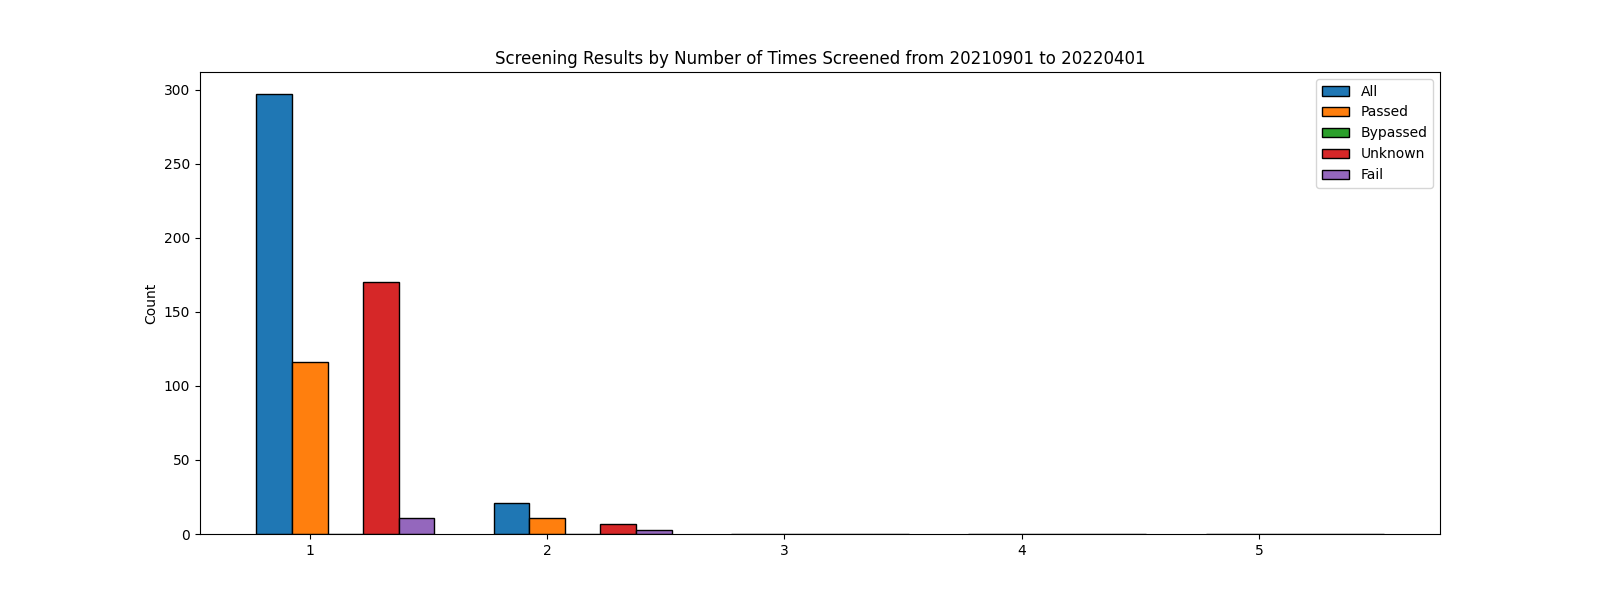 Screening Results by Number of Times Screened from 20210901 to 20220401
300
250
200
150
100
50
0
Count
1 2 3 4 5
All
Passed
Bypassed
Unknown
Fail